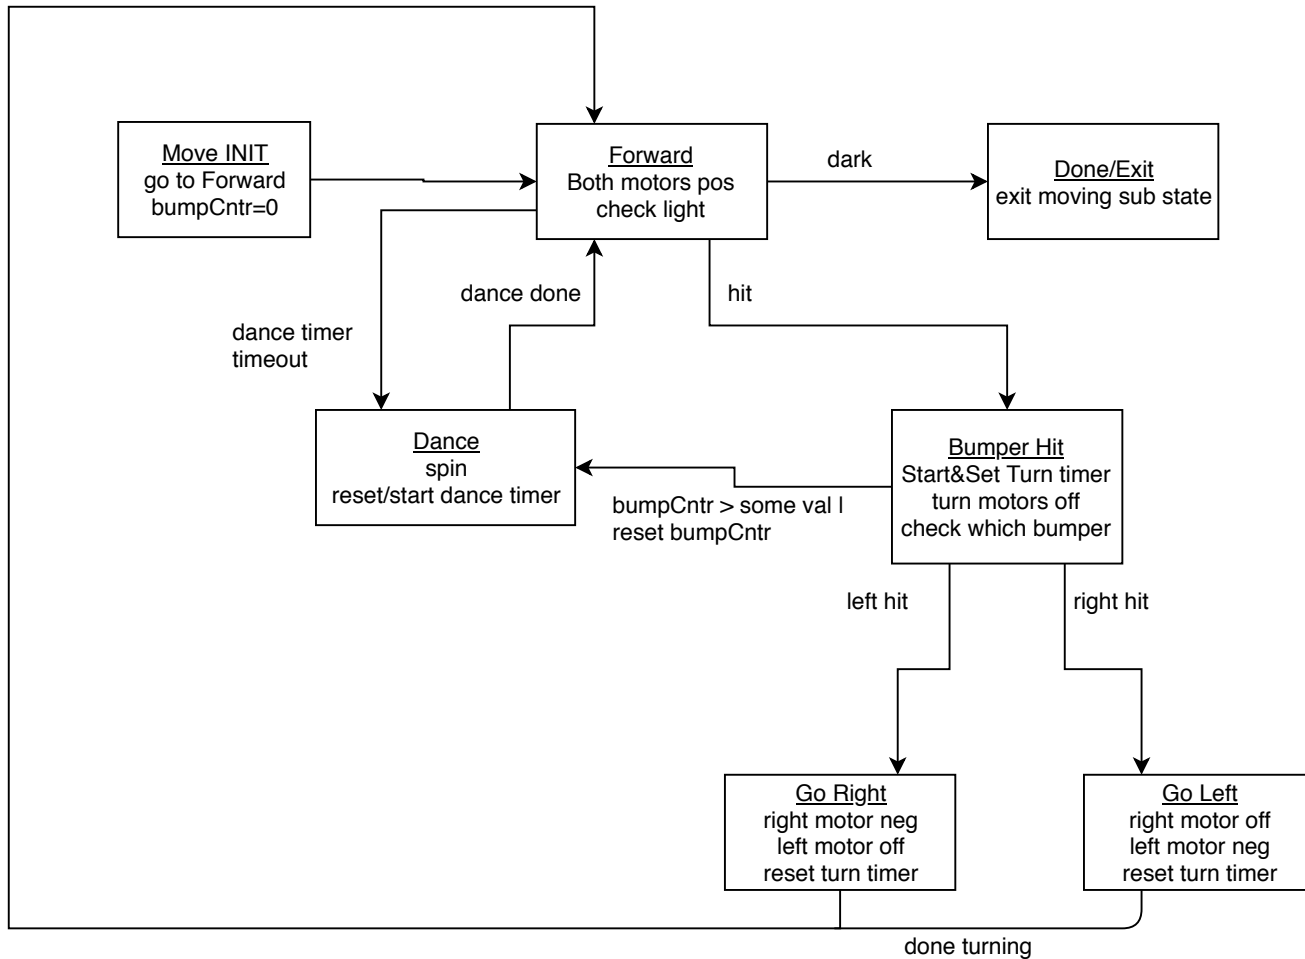 Move INIT
go to Forward
bumpCntr=0
Forward
Both motors pos
check light
dark
Done/Exit
exit moving sub state
dance done
hit
dance timer
timeout
Dance
spin
reset/start dance timer
bumpCntr > some val |
reset bumpCntr
Bumper Hit
Start&Set Turn timer
turn motors off
check which bumper
left hit
right hit
Go Right
right motor neg
left motor off
reset turn timer
Go Left
right motor off
left motor neg
reset turn timer
done turning